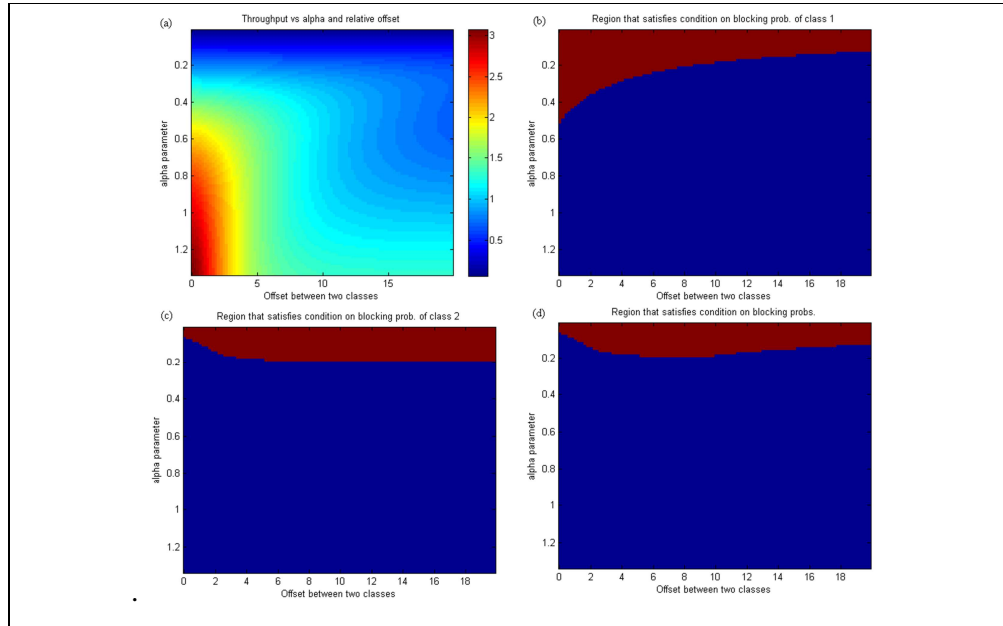 (a)
Throughput vs alpha and relative offset
0.2
0.4
0.6
0.8
1
1.2
alpha parameter
0
5
10
15
Offset between two classes
3
2.5
2
1.5
1
0.5
(b)
Region that satisfies condition on blocking prob. of class 1
0.2
0.4
0.6
0.8
1
1.2
alpha parameter
0 2 4 6 8 10 12 14 16 18
Offset between two classes
(c)
Region that satisfies condition on blocking prob. of class 2
0.2
0.4
0.6
0.8
1
1.2
alpha parameter
0 2 4 6 8 10 12 14 16 18
Offset between two classes
(d)
Region that satisfies condition on blocking probs.
0.2
0.4
0.6
0.8
1
1.2
alpha parameter
0 2 4 6 8 10 12 14 16 18
Offset between two classes